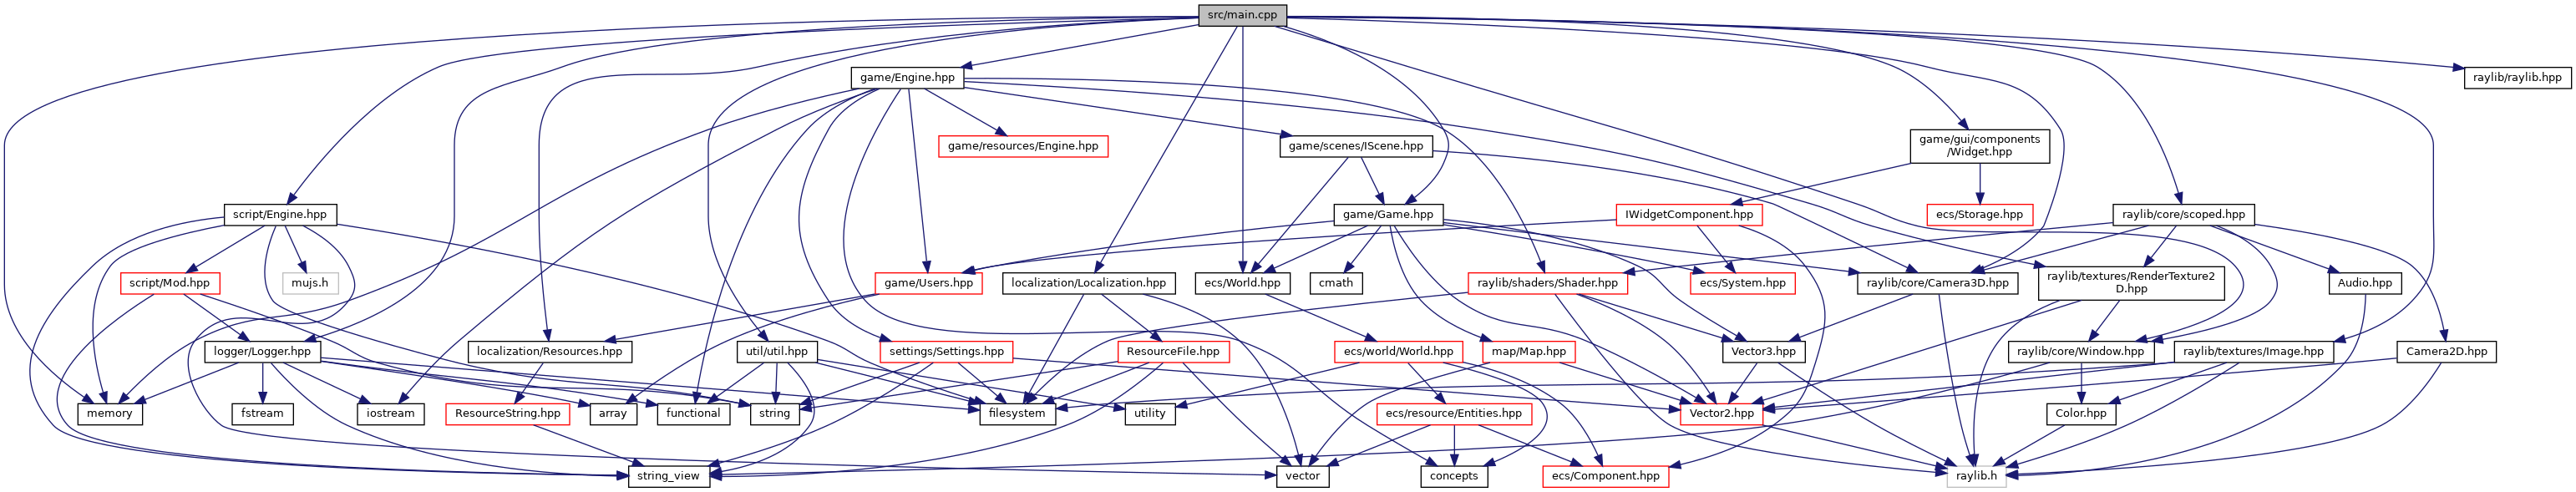 src/main.cpp
game/Engine.hpp
raylib/raylib.hpp
game/resources/Engine.hpp
game/scenes/IScene.hpp
game/gui/components
/Widget.hpp
script/Engine.hpp
game/Game.hpp
IWidgetComponent.hpp
ecs/Storage.hpp
raylib/core/scoped.hpp
script/Mod.hpp
mujs.h
game/Users.hpp
localization/Localization.hpp
ecs/World.hpp
cmath
raylib/shaders/Shader.hpp
ecs/System.hpp
raylib/core/Camera3D.hpp
raylib/textures/RenderTexture2
D.hpp
Audio.hpp
logger/Logger.hpp
localization/Resources.hpp
util/util.hpp
settings/Settings.hpp
ResourceFile.hpp
ecs/world/World.hpp
map/Map.hpp
Vector3.hpp
raylib/core/Window.hpp
raylib/textures/Image.hpp
Camera2D.hpp
memory
fstream
iostream
ResourceString.hpp
array
functional
string
filesystem
utility
ecs/resource/Entities.hpp
Vector2.hpp
Color.hpp
string_view
vector
concepts
ecs/Component.hpp
raylib.h